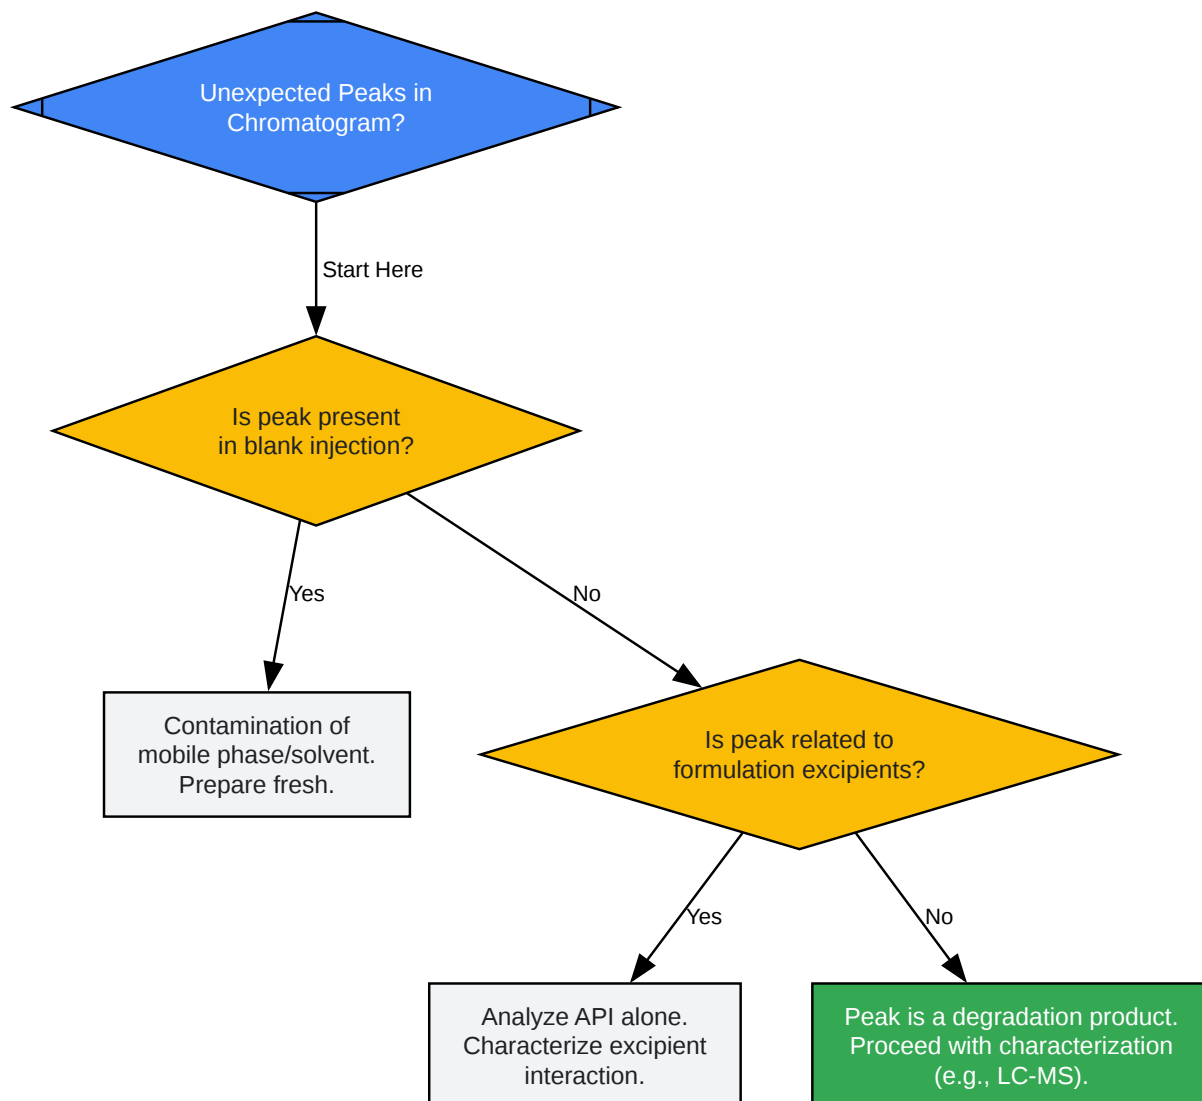 Unexpected Peaks in
Chromatogram?
Start Here
Is peak present
in blank injection?
Yes
No
Contamination of
mobile phase/solvent.
Prepare fresh.
Is peak related to
formulation excipients?
Yes
No
Analyze API alone.
Characterize excipient
interaction.
Peak is a degradation product.
Proceed with characterization
(e.g., LC-MS).